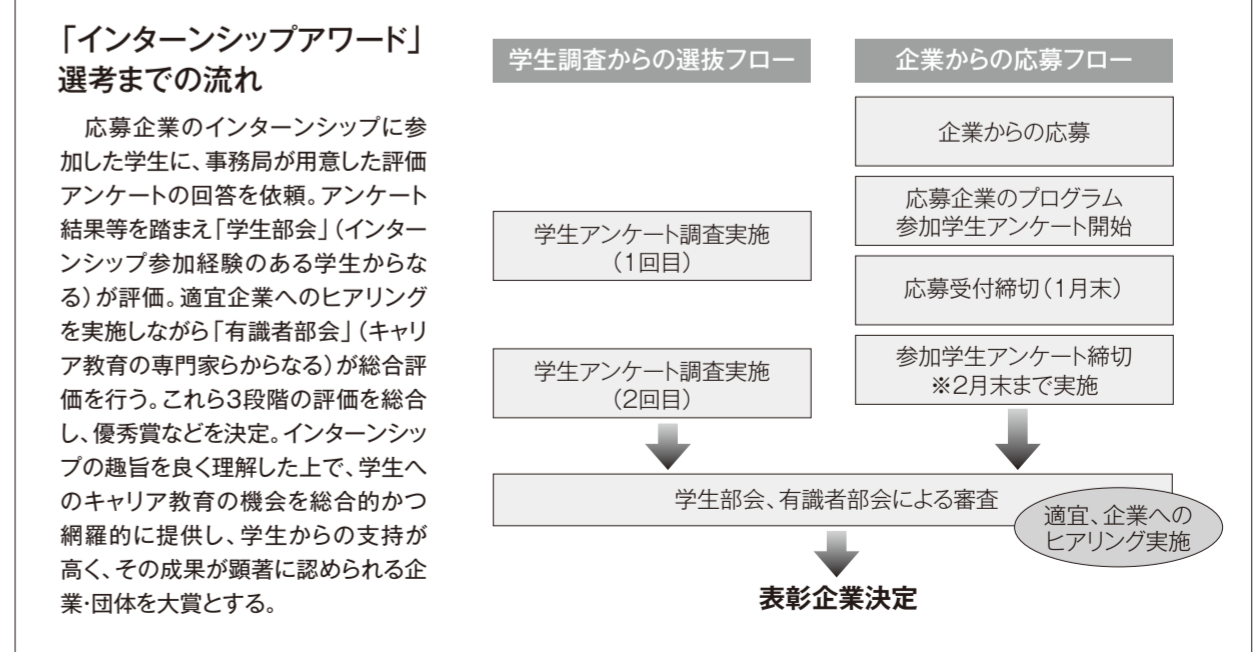 「インターンシップアワード」
選考までの流れ
　応募企業のインターンシップに参
加した学生に、事務局が用意した評価
アンケートの回答を依頼。アンケート
結果等を踏まえ「学生部会」(インター
ンシップ参加経験のある学生からな
る)が評価。適宜企業へのヒアリング
を実施しながら「有識者部会」(キャリ
ア教育の専門家らからなる)が総合評
価を行う。これら3段階の評価を総合
し、優秀賞などを決定。インターンシッ
プの趣旨を良く理解した上で、学生へ
のキャリア教育の機会を総合的かつ
網羅的に提供し、学生からの支持が
高く、その成果が顕著に認められる企
業・団体を大賞とする。
学生調査からの選抜フロー
学生アンケート調査実施
(1回目)
学生アンケート調査実施
(2回目)
企業からの応募フロー
企業からの応募
応募企業のプログラム
参加学生アンケート開始
応募受付締切(1月末)
参加学生アンケート締切
※2月末まで実施
学生部会、有識者部会による審査
適宜、企業への
ヒアリング実施
表彰企業決定